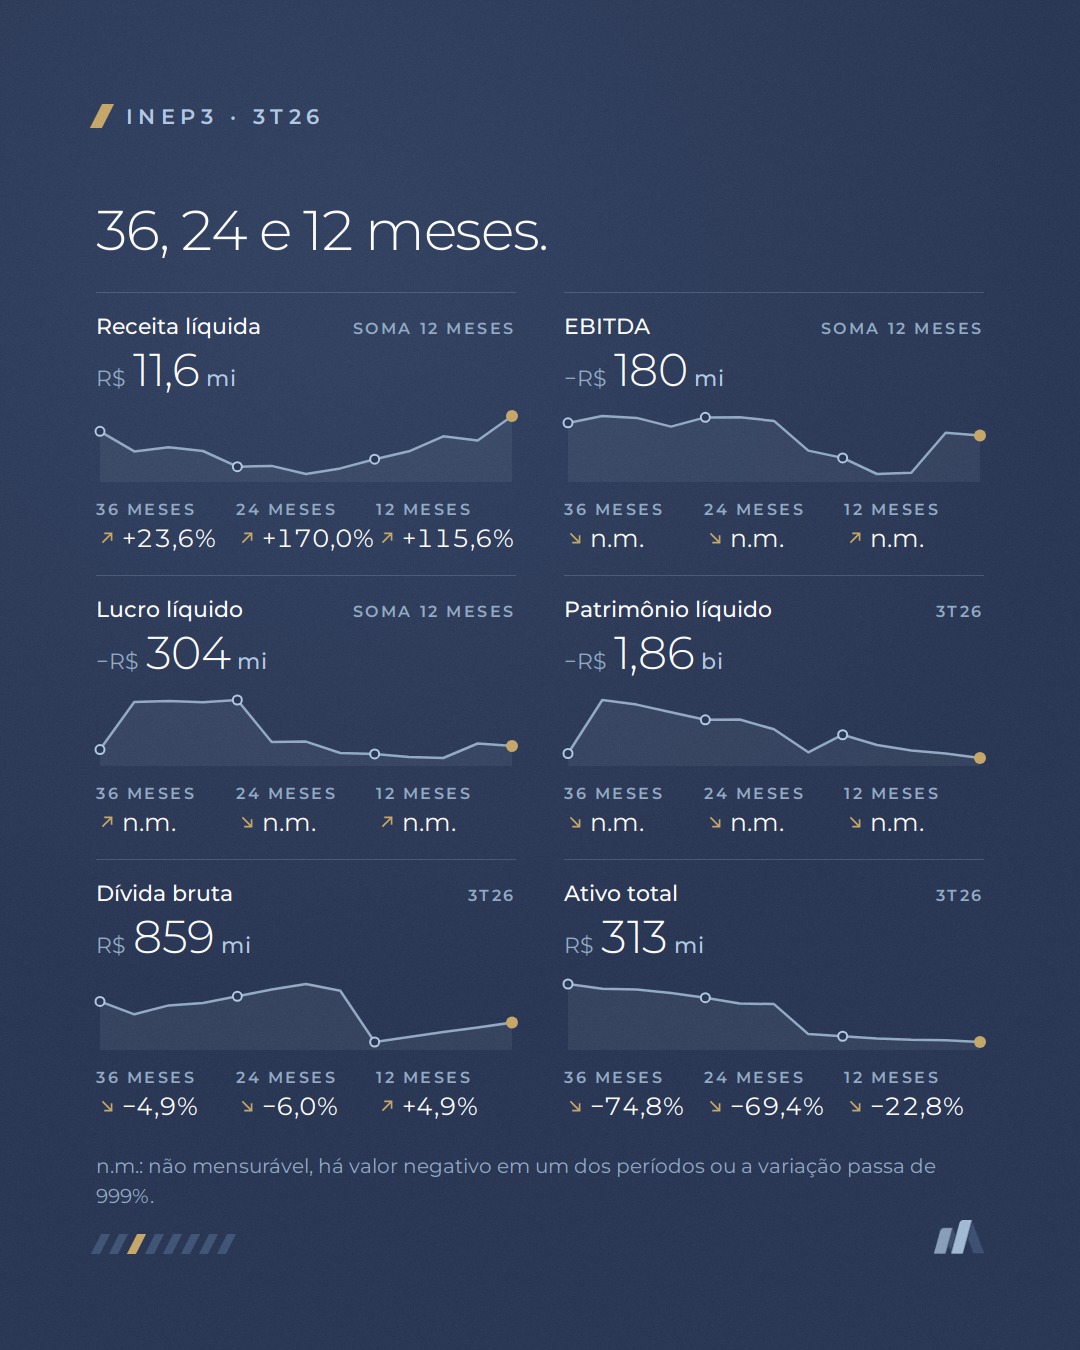 INEP3 · 3T26
36, 24 e 12 meses.
Receita líquida SOMA 12 MESES
R$ 11,6 mi
36 MESES 24 MESES 12 MESES
↗ +23,6% ↗ +170,0% ↗ +115,6%
EBITDA SOMA 12 MESES
−R$ 180 mi
36 MESES 24 MESES 12 MESES
↘ n.m. ↘ n.m. ↗ n.m.
Lucro líquido SOMA 12 MESES
−R$ 304 mi
36 MESES 24 MESES 12 MESES
↗ n.m. ↘ n.m. ↗ n.m.
Patrimônio líquido 3T26
−R$ 1,86 bi
36 MESES 24 MESES 12 MESES
↘ n.m. ↘ n.m. ↘ n.m.
Dívida bruta 3T26
R$ 859 mi
36 MESES 24 MESES 12 MESES
↘ −4,9% ↘ −6,0% ↗ +4,9%
Ativo total 3T26
R$ 313 mi
36 MESES 24 MESES 12 MESES
↘ −74,8% ↘ −69,4% ↘ −22,8%
n.m.: não mensurável, há valor negativo em um dos períodos ou a variação passa de
999%.